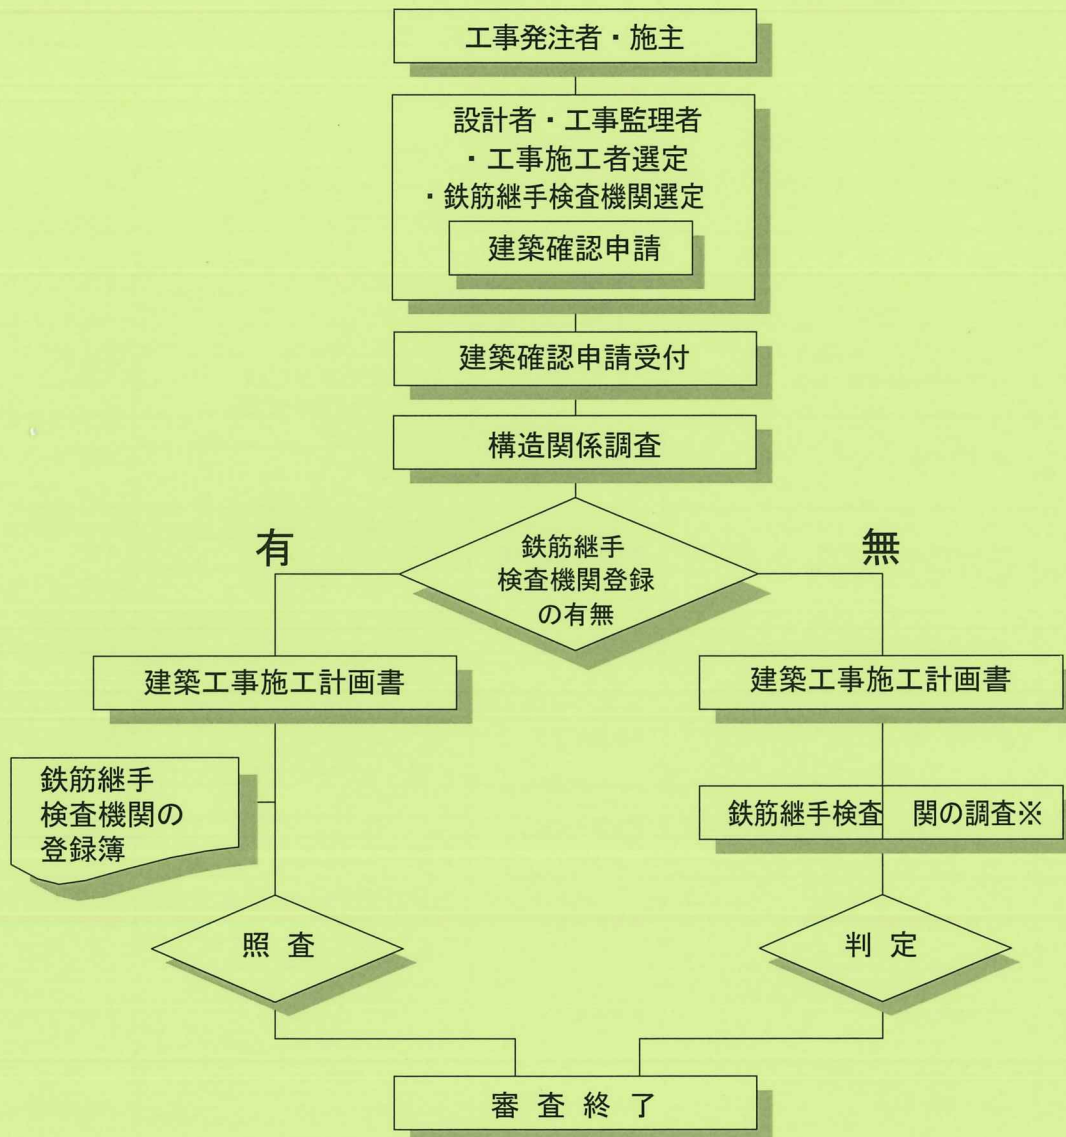 工事発注者・施主
設計者・工事監理者
・工事施工者選定
・鉄筋継手検査機関選定
建築確認申請
建築確認申請受付
構造関係調査
有
鉄筋継手
検査機関登録
の有無
無
建築工事施工計画書
建築工事施工計画書
鉄筋継手
検査機関の
登録簿
鉄筋継手検査 関の調査※
照査
判定
審査終了